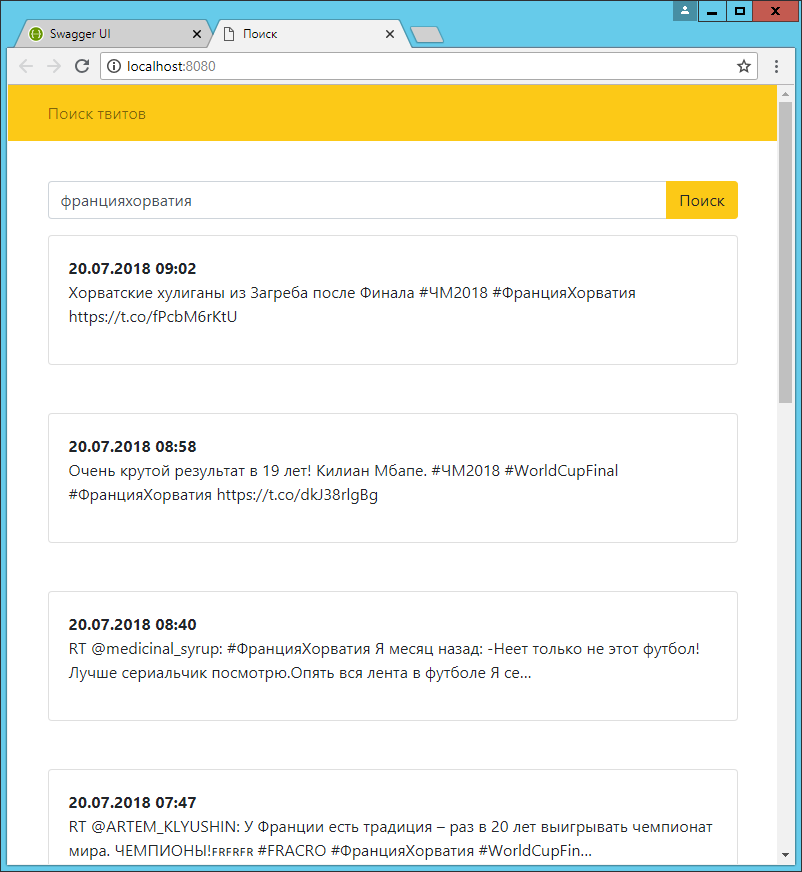 Swagger UI
Поиск
localhost:8080
Поиск твитов
францияхорватия
Поиск
20.07.2018 09:02
Хорватские хулиганы из Загреба после Финала #ЧМ2018 #ФранцияХорватия
https://t.co/fPcbM6rKtU
20.07.2018 08:58
Очень крутой результат в 19 лет! Килиан Мбапе. #ЧМ2018 #WorldCupFinal
#ФранцияХорватия https://t.co/dkJ38rlgBg
20.07.2018 08:40
RT @medicinal_syrup: #ФранцияХорватия Я месяц назад: -Неет только не этот футбол!
Лучше сериальчик посмотрю.Опять вся лента в футболе Я се...
20.07.2018 07:47
RT @ARTEM_KLYUSHIN: У Франции есть традиция – раз в 20 лет выигрывать чемпионат
мира. ЧЕМПИОНЫ!🇫🇷🇫🇷🇫🇷 #FRACRO #ФранцияХорватия #WorldCupFin...